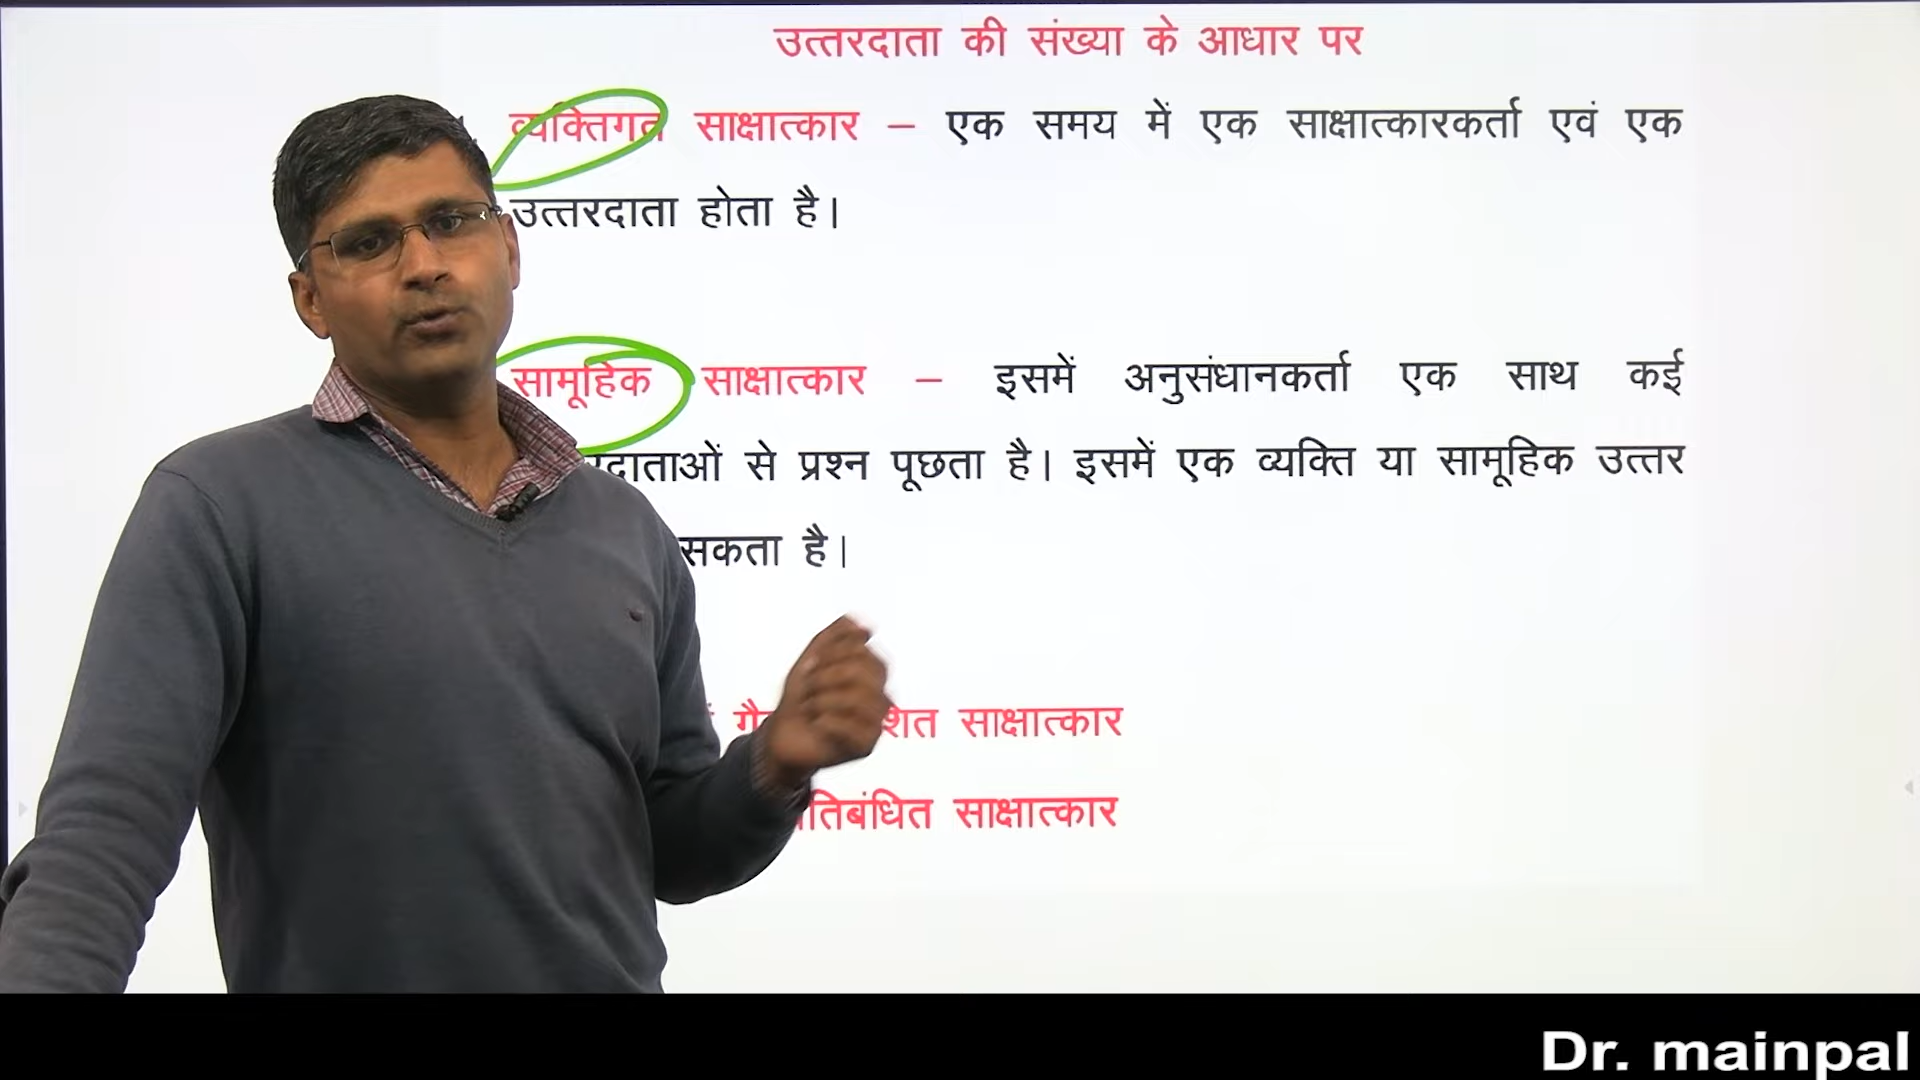 उत्तरदाता की संख्या के आधार पर
व्यक्तिगत साक्षात्कार – एक समय में एक साक्षात्कारकर्ता एवं एक
उत्तरदाता होता है।
सामूहिक साक्षात्कार – इसमें अनुसंधानकर्ता एक साथ कई
से प्रश्न पूछता है। इसमें एक व्यक्ति या सामूहिक उत्तर
सकता है।
साक्षात्कार
साक्षात्कार
Dr. mainpal